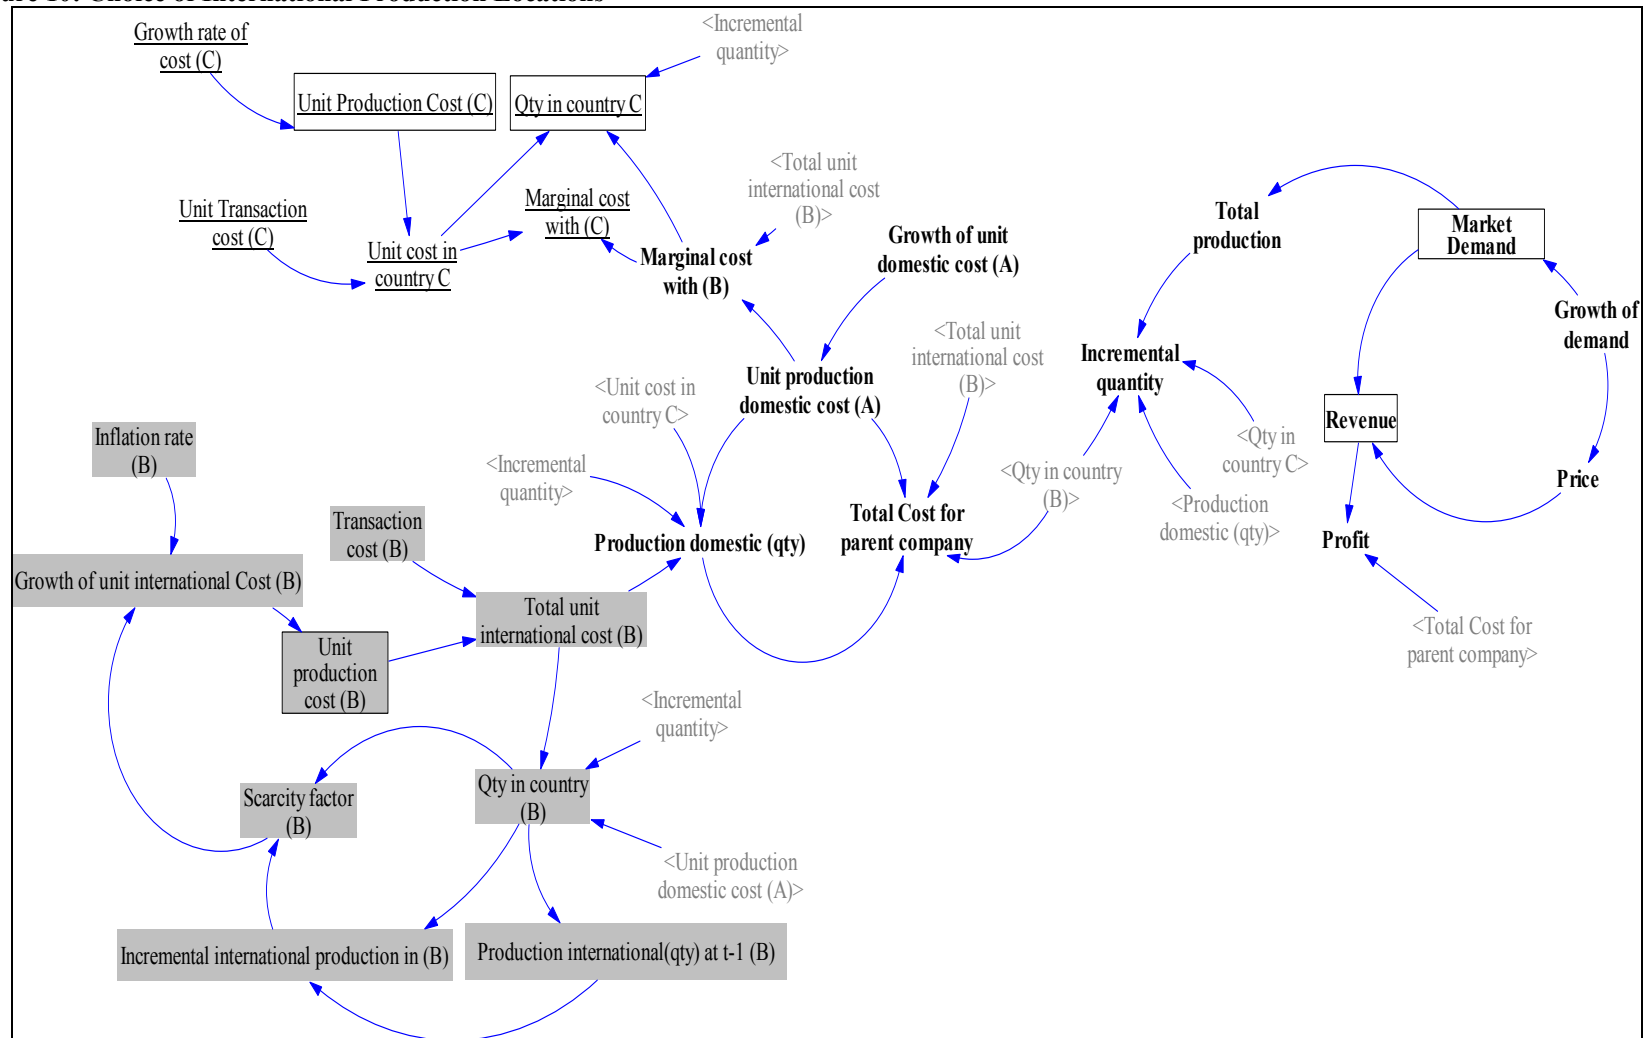 Growth rate of
cost (C)
<Incremental
quantity>
Unit Production Cost (C)
Qty in country C
<Total unit
international cost
(B)>
Unit Transaction
cost (C)
Marginal cost
with (C)
Unit cost in
country C
Marginal cost
with (B)
Growth of unit
domestic cost (A)
Total
production
Market
Demand
Growth of
demand
<Total unit
international cost
(B)>
Incremental
quantity
<Unit cost in
country C>
Unit production
domestic cost (A)
Revenue
Inflation rate
(B)
<Incremental
quantity>
<Qty in country
(B)>
<Qty in
country C>
Price
<Production
domestic (qty)>
Transaction
cost (B)
Production domestic (qty)
Total Cost for
parent company
Profit
Growth of unit international Cost (B)
Total unit
international cost (B)
<Total Cost for
parent company>
Unit
production
cost (B)
<Incremental
quantity>
Scarcity factor
(B)
Qty in country
(B)
<Unit production
domestic cost (A)>
Incremental international production in (B)
Production international(qty) at t-1 (B)